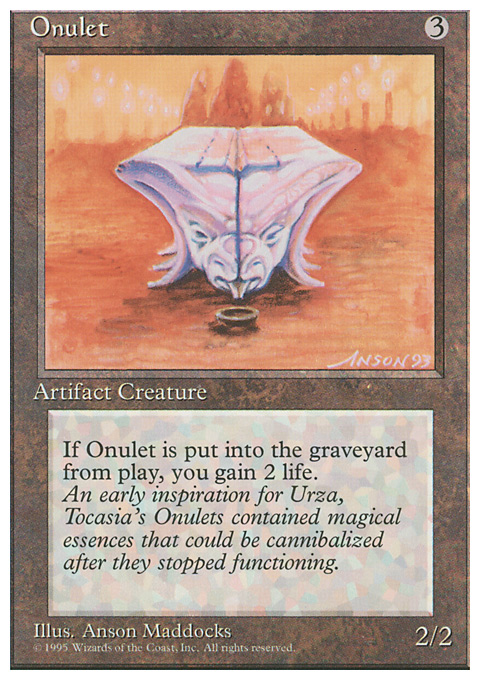 Onulet 3
ANSON 93
Artifact Creature
If Onulet is put into the graveyard
from play, you gain 2 life.
An early inspiration for Urza,
Tocasia's Onulets contained magical
essences that could be cannibalized
after they stopped functioning.
Illus. Anson Maddocks
© 1995 Wizards of the Coast, Inc. All rights reserved.
2/2